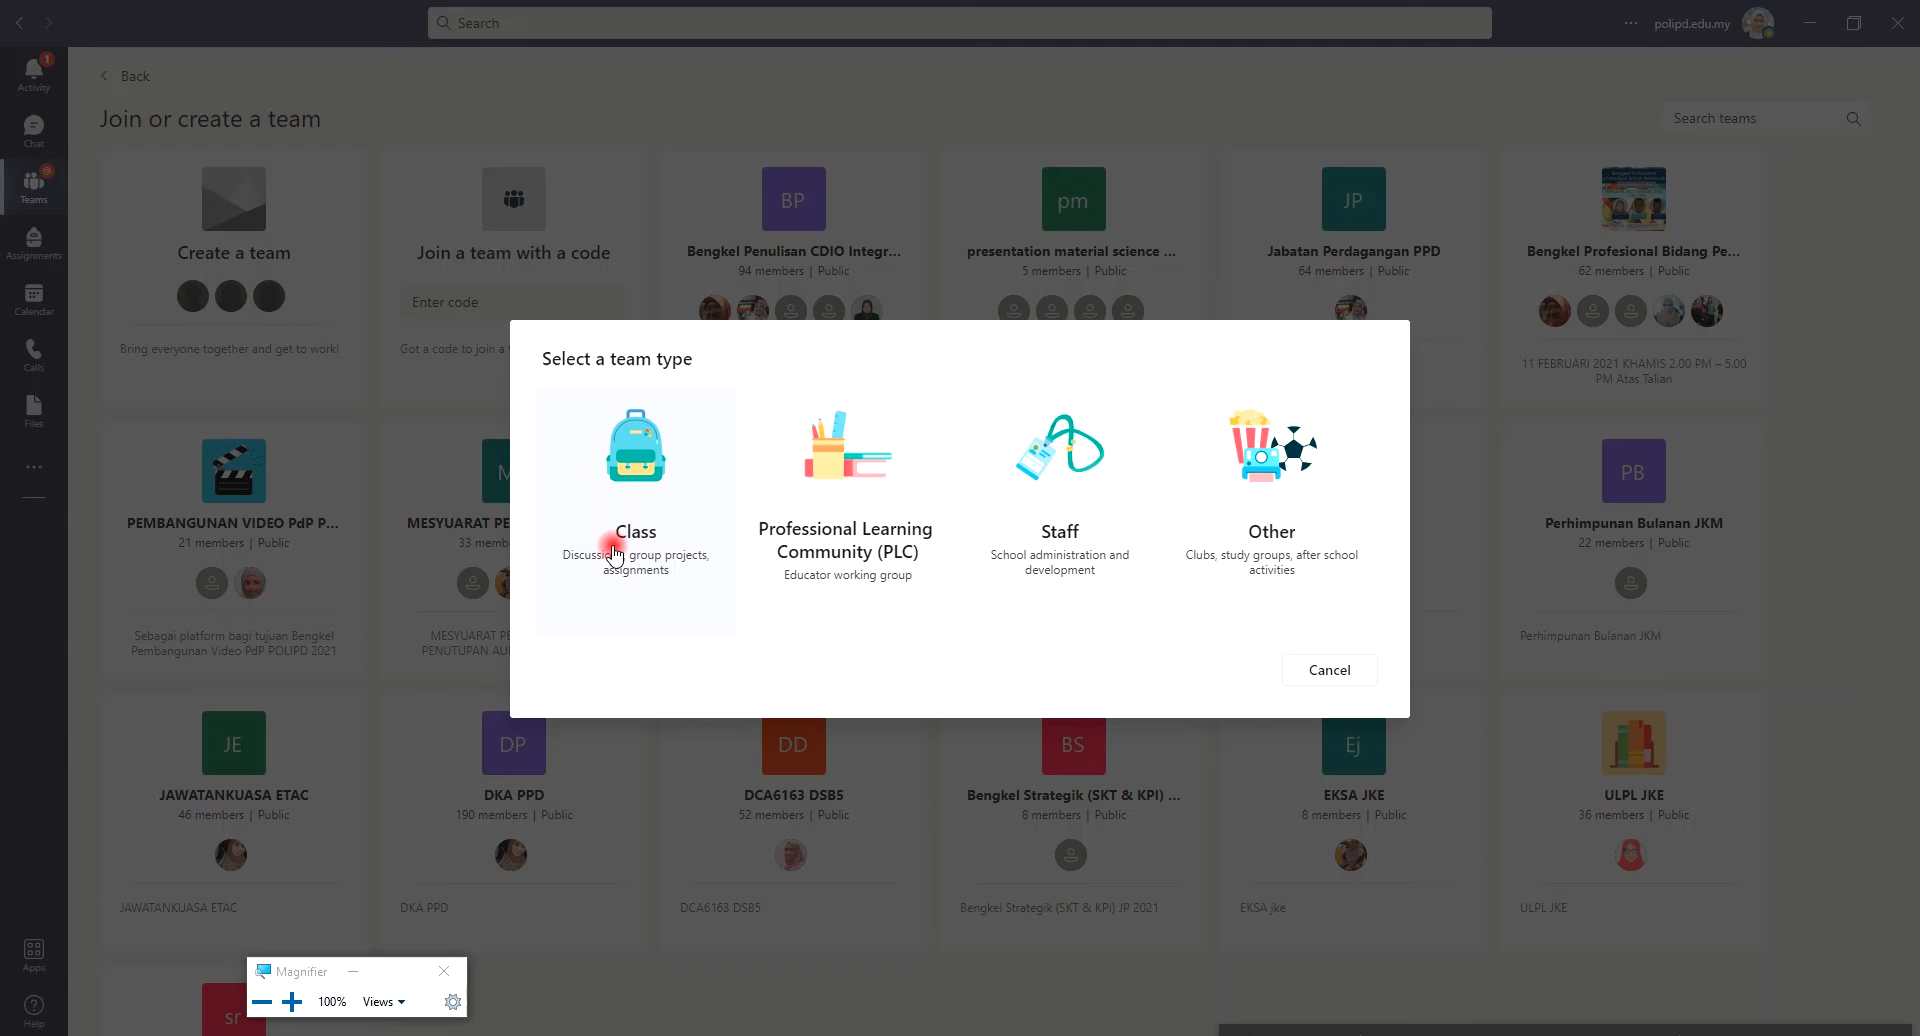 Search
polipd.edu.my
1
Activity
Chat
@
Teams
Assignments
Calendar
Calls
Files
Apps
Help
Back
Join or create a team
Search teams
Create a team
Bring everyone together and get to work!
Join a team with a code
Enter code
Got a code to join a
BP
Bengkel Penulisan CDIO Integr...
94 members | Public
pm
presentation material science ...
5 members | Public
JP
Jabatan Perdagangan PPD
64 members | Public
Bengkel Profesional Bidang Pe...
62 members | Public
11 FEBRUARI 2021 KHAMIS 2.00 PM – 5.00
PM Atas Talian
Select a team type
Class
group projects,
assignments
Professional Learning
Community (PLC)
Educator working group
Staff
School administration and
development
Other
Clubs, study groups, after school
activities
Cancel
PEMBANGUNAN VIDEO PdP P...
21 members | Public
Sebagai platform bagi tujuan Bengkel
Pembangunan Video PdP POLIPD 2021
M
MESYUARAT PE
33 memb
MESYUARAT PE
PENUTUPAN AU
PB
Perhimpunan Bulanan JKM
22 members | Public
Perhimpunan Bulanan JKM
JE
JAWATANKUASA ETAC
46 members | Public
JAWATANKUASA ETAC
DP
DKA PPD
190 members | Public
DKA PPD
DD
DCA6163 DSB5
52 members | Public
DCA6163 DSB5
BS
Bengkel Strategik (SKT & KPI) ...
8 members | Public
Bengkel Strategik (SKT & KPI) JP 2021
Ej
EKSA JKE
8 members | Public
EKSA jke
ULPL JKE
36 members | Public
ULPL JKE
sr
Magnifier
100%
Views